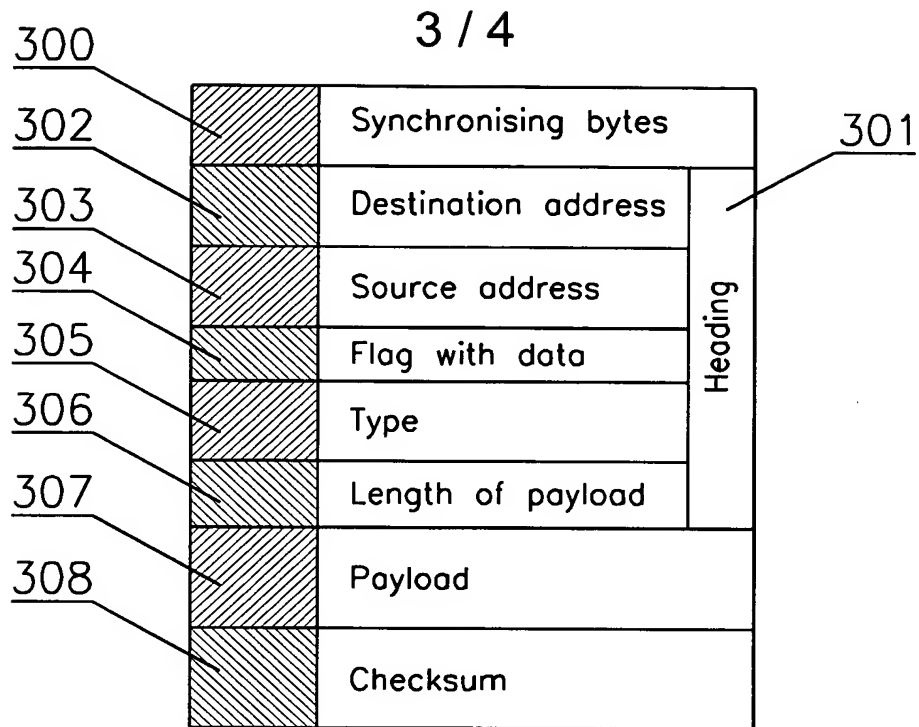 3 / 4
300
Synchronising bytes
301
302
Destination address
303
Source address
304
Flag with data
305
Type
306
Length of payload
Heading
307
Payload
308
Checksum